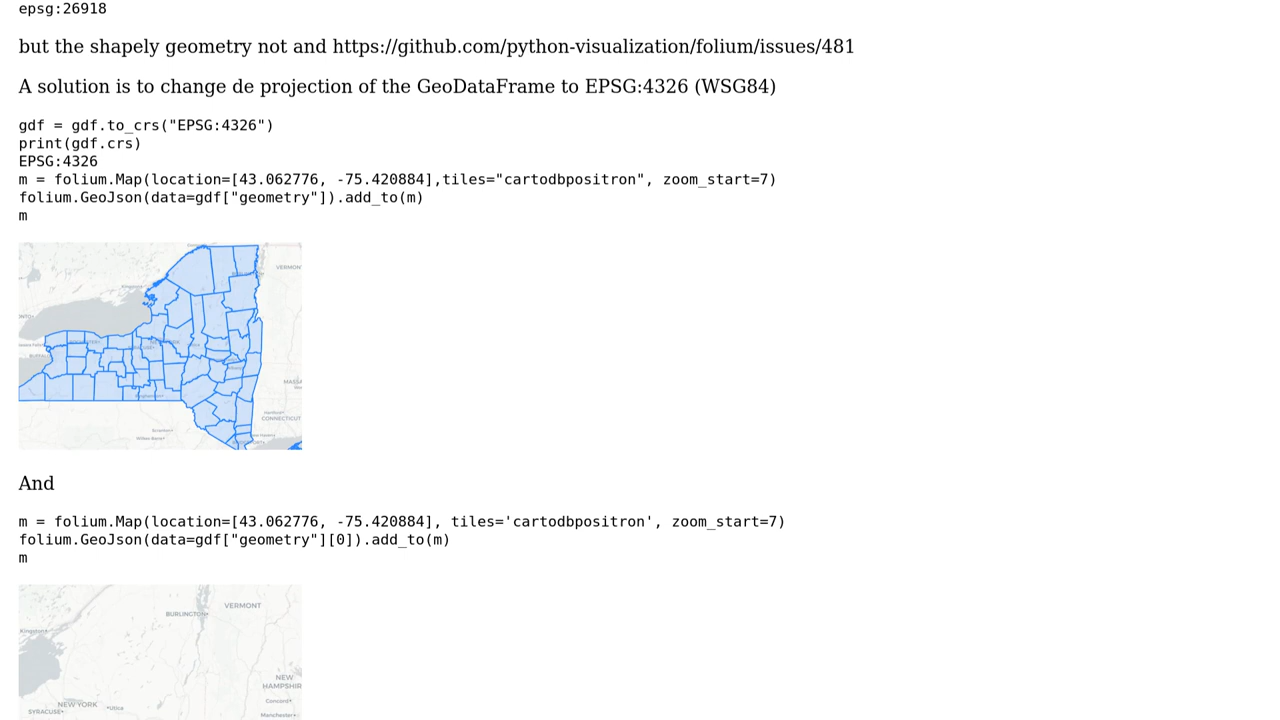 epsg:26918
but the shapely geometry not and https://github.com/python-visualization/folium/issues/481
A solution is to change de projection of the GeoDataFrame to EPSG:4326 (WSG84)
gdf = gdf.to_crs("EPSG:4326")
print(gdf.crs)
EPSG:4326
m = folium.Map(location=[43.062776, -75.420884],tiles="cartodbpositron", zoom_start=7)
folium.GeoJson(data=gdf["geometry"]).add_to(m)
m
VERMON
MASSA
CONNECTICUT
And
m = folium.Map(location=[43.062776, -75.420884], tiles='cartodbpositron', zoom_start=7)
folium.GeoJson(data=gdf["geometry"][0]).add_to(m)
m
VERMONT
BURLINGTON
Kingston
NEW
HAMPSHIR
Concord
NEW YORK
Utica
SYRACUSE
Manchester